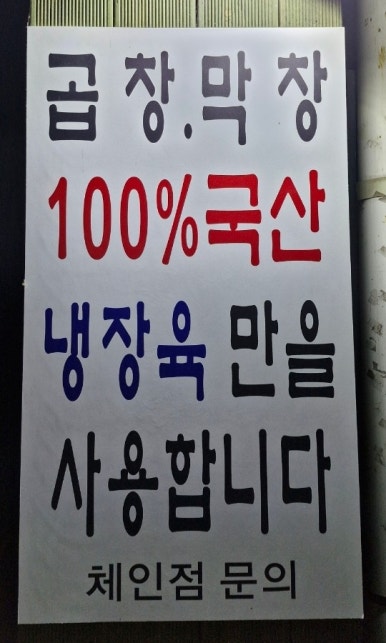 곱창.막창
100%국산
냉장육 만을
사용합니다
체인점 문의